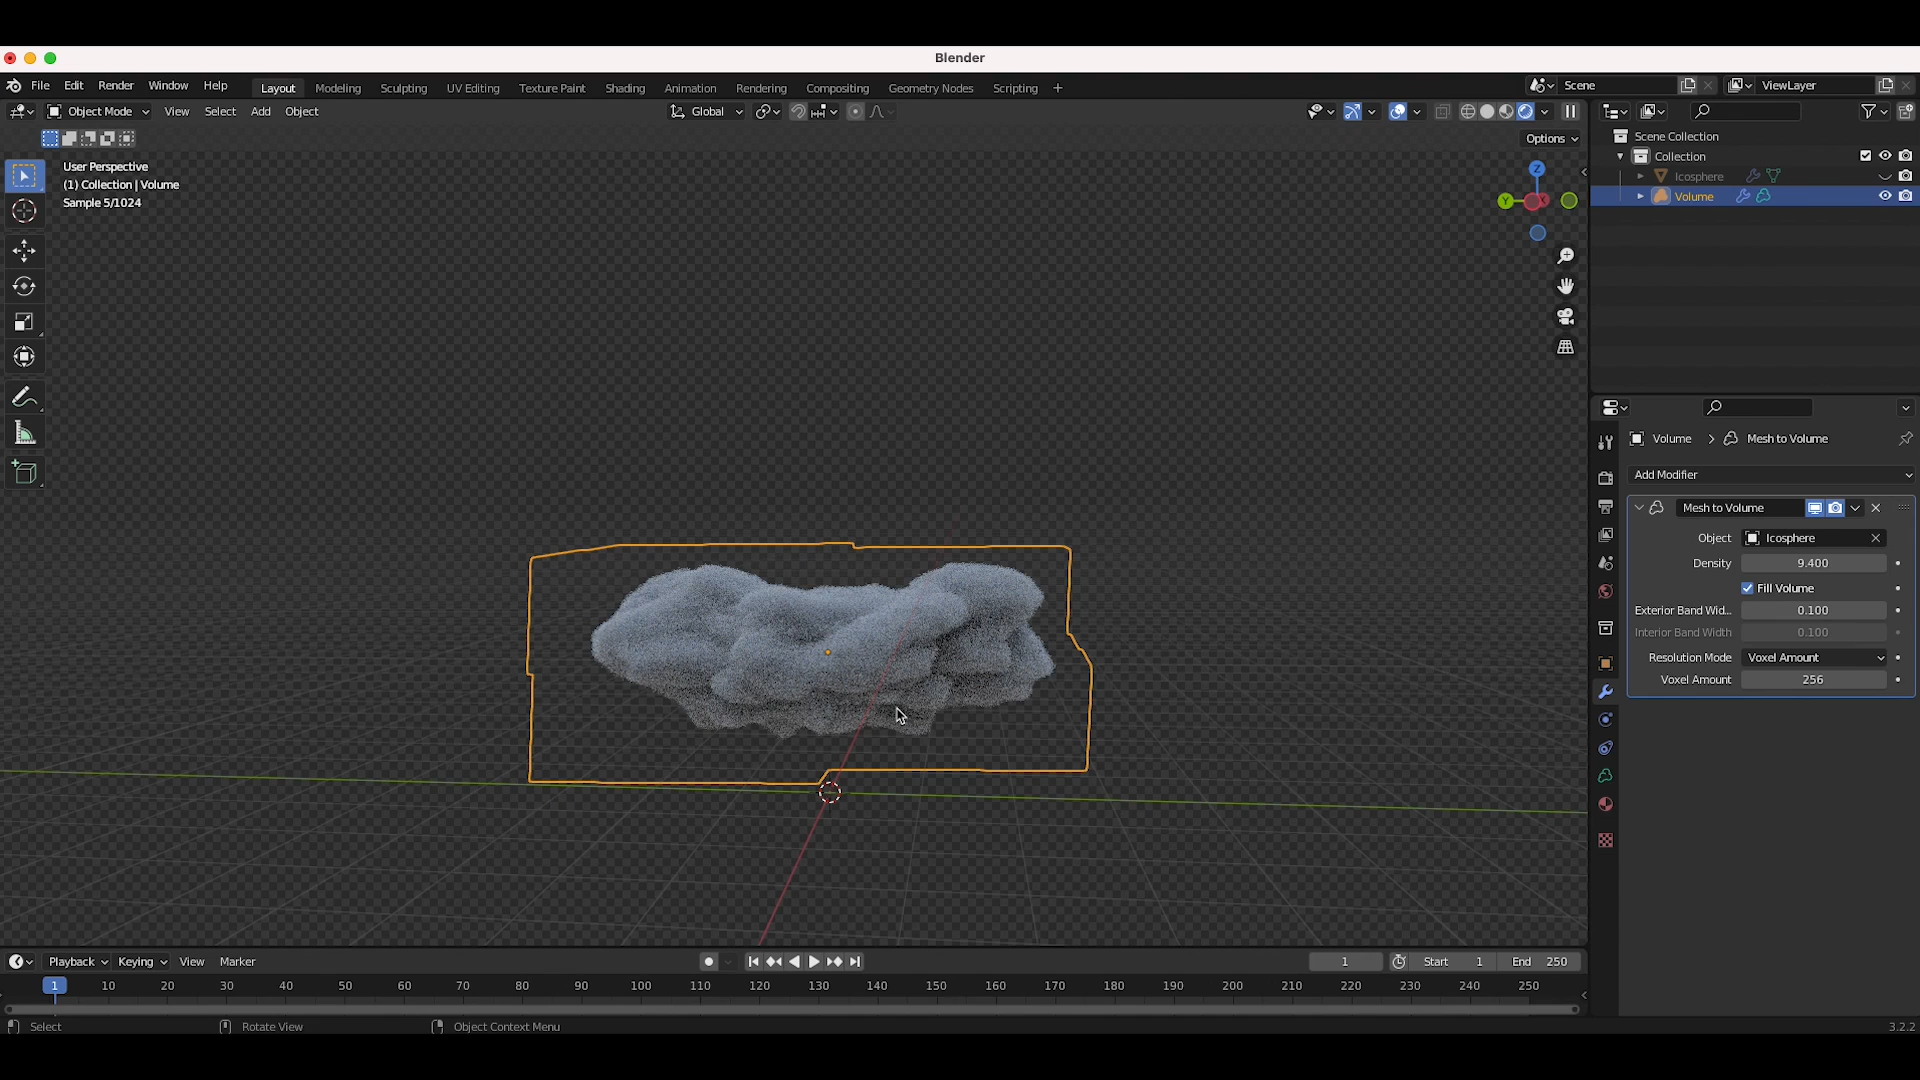 Blender
File Edit Render Window Help Layout Modeling Sculpting UV Editing Texture Paint Shading Animation Rendering Compositing Geometry Nodes Scripting + Scene ViewLayer
Object Mode View Select Add Object Global
Options
User Perspective
(1) Collection | Volume
Sample 5/1024
Z
Y
X
Scene Collection
Collection
Icosphere
Volume
Volume > Mesh to Volume
Add Modifier
Mesh to Volume
Object Icosphere
Density 9.400
Fill Volume
Exterior Band Wid... 0.100
Interior Band Width 0.100
Resolution Mode Voxel Amount
Voxel Amount 256
Playback Keying View Marker 1 Start 1 End 250
1 10 20 30 40 50 60 70 80 90 100 110 120 130 140 150 160 170 180 190 200 210 220 230 240 250
Select Rotate View Object Context Menu 3.2.2